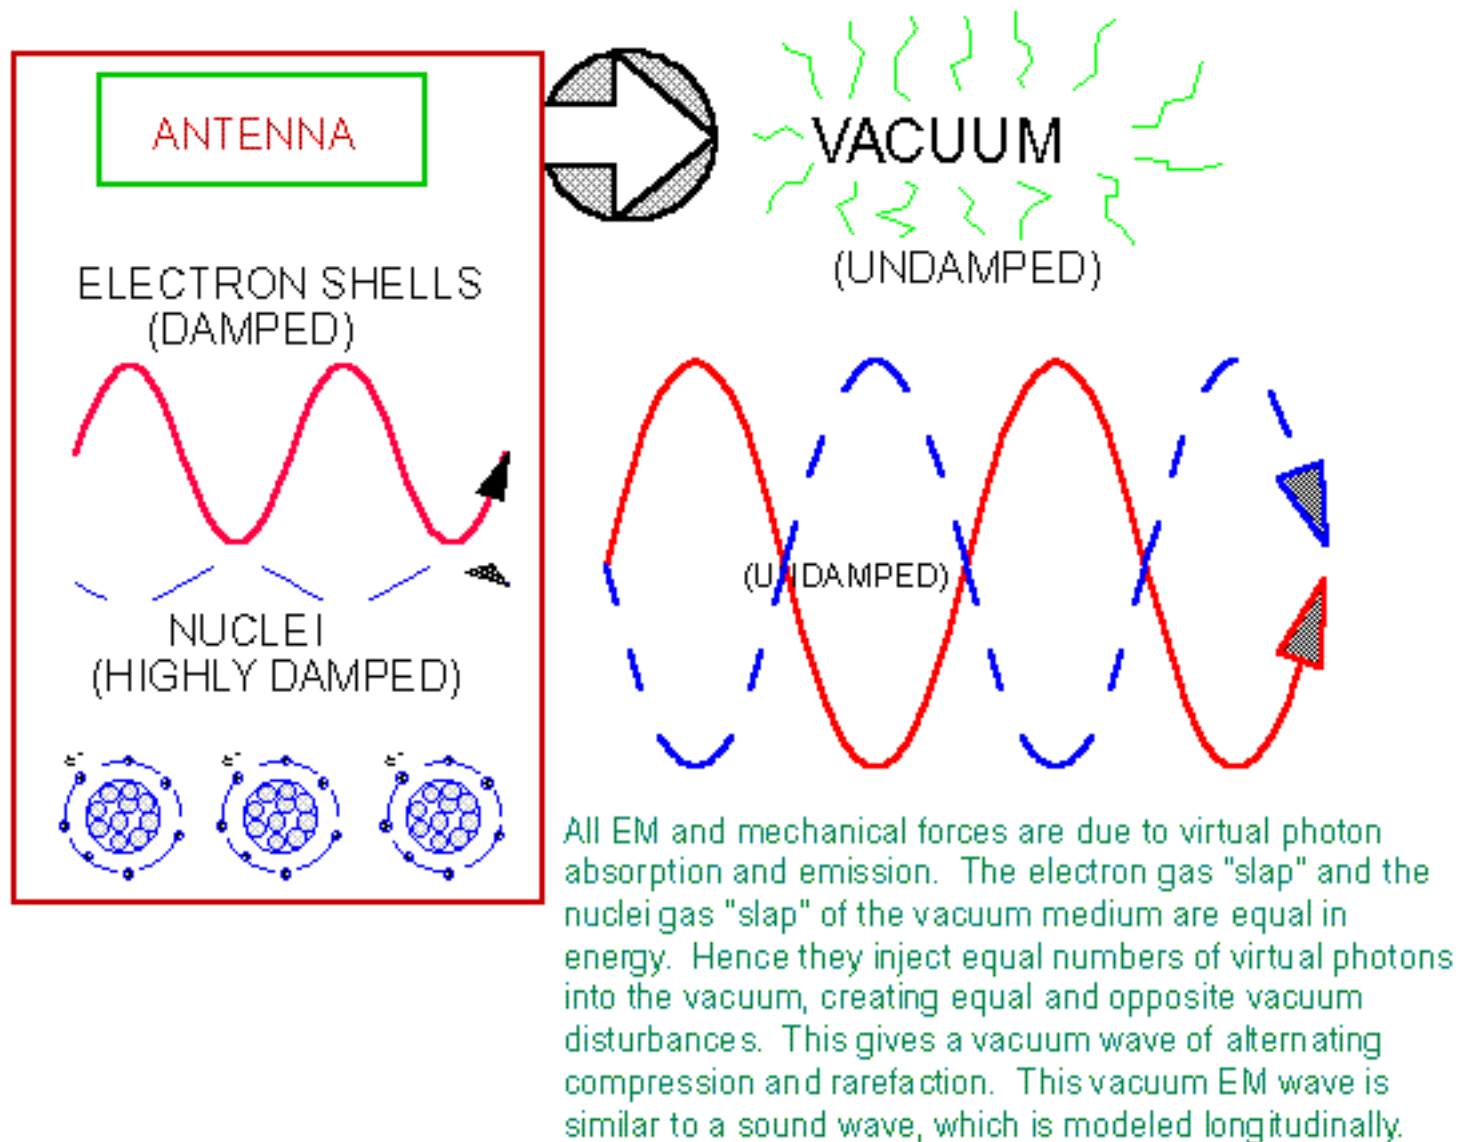 ANTENNA
VACUUM
(UNDAMPED)
ELECTRON SHELLS
(DAMPED)
(UNDAMPED)
NUCLEI
(HIGHLY DAMPED)
e- e- e-
All EM and mechanical forces are due to virtual photon
absorption and emission. The electron gas "slap" and the
nuclei gas "slap" of the vacuum medium are equal in
energy. Hence they inject equal numbers of virtual photons
into the vacuum, creating equal and opposite vacuum
disturbances. This gives a vacuum wave of alternating
compression and rarefaction. This vacuum EM wave is
similar to a sound wave, which is modeled longitudinally.